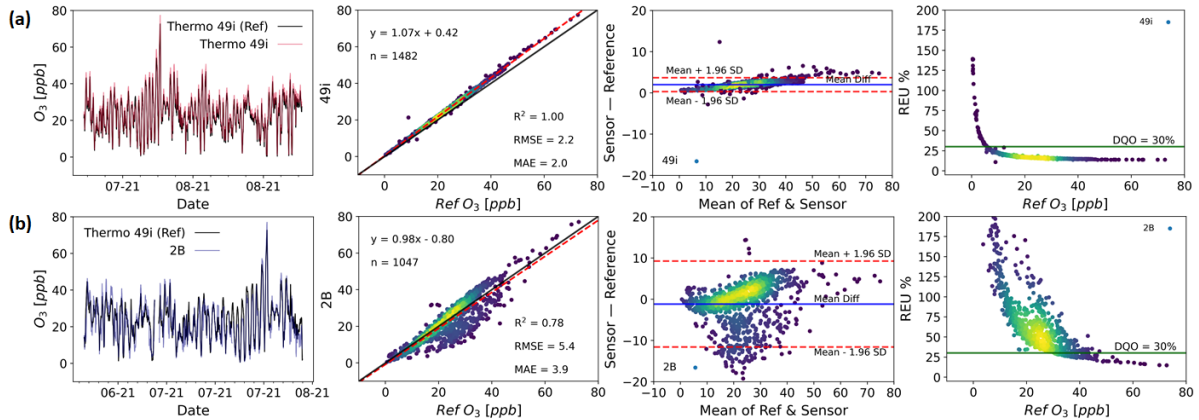 (a)
O3 [ppb]
80
60
40
20
0
Thermo 49i (Ref)
Thermo 49i
07-21
08-21
08-21
Date
49i
80
60
40
20
0
y = 1.07x + 0.42
n = 1482
R² = 1.00
RMSE = 2.2
MAE = 2.0
0 20 40 60 80
Ref O3 [ppb]
Sensor — Reference
20
10
0
−10
−20
Mean + 1.96 SD
Mean Diff
Mean - 1.96 SD
49i
−10 0 10 20 30 40 50 60 70 80
Mean of Ref & Sensor
REU %
200
175
150
125
100
75
50
25
0
49i
DQO = 30%
0 20 40 60 80
Ref O3 [ppb]
(b)
O3 [ppb]
80
60
40
20
0
Thermo 49i (Ref)
2B
06-21
07-21
07-21
07-21
08-21
Date
2B
80
60
40
20
0
y = 0.98x - 0.80
n = 1047
R² = 0.78
RMSE = 5.4
MAE = 3.9
0 20 40 60 80
Ref O3 [ppb]
Sensor — Reference
20
10
0
−10
−20
Mean + 1.96 SD
Mean Diff
Mean - 1.96 SD
2B
−10 0 10 20 30 40 50 60 70 80
Mean of Ref & Sensor
REU %
200
175
150
125
100
75
50
25
0
2B
DQO = 30%
0 20 40 60 80
Ref O3 [ppb]